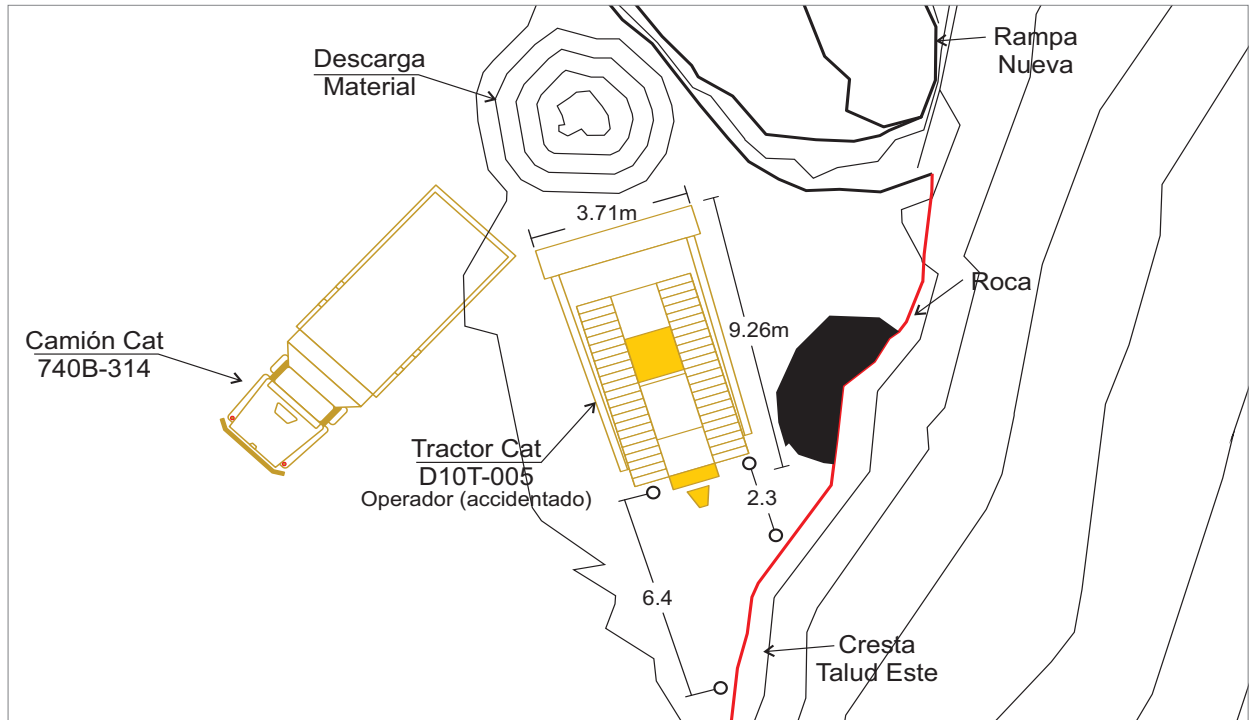 Descarga
Material
Rampa
Nueva
3.71m
Roca
9.26m
Camión Cat
740B-314
Tractor Cat
D10T-005
Operador (accidentado)
2.3
6.4
Cresta
Talud Este